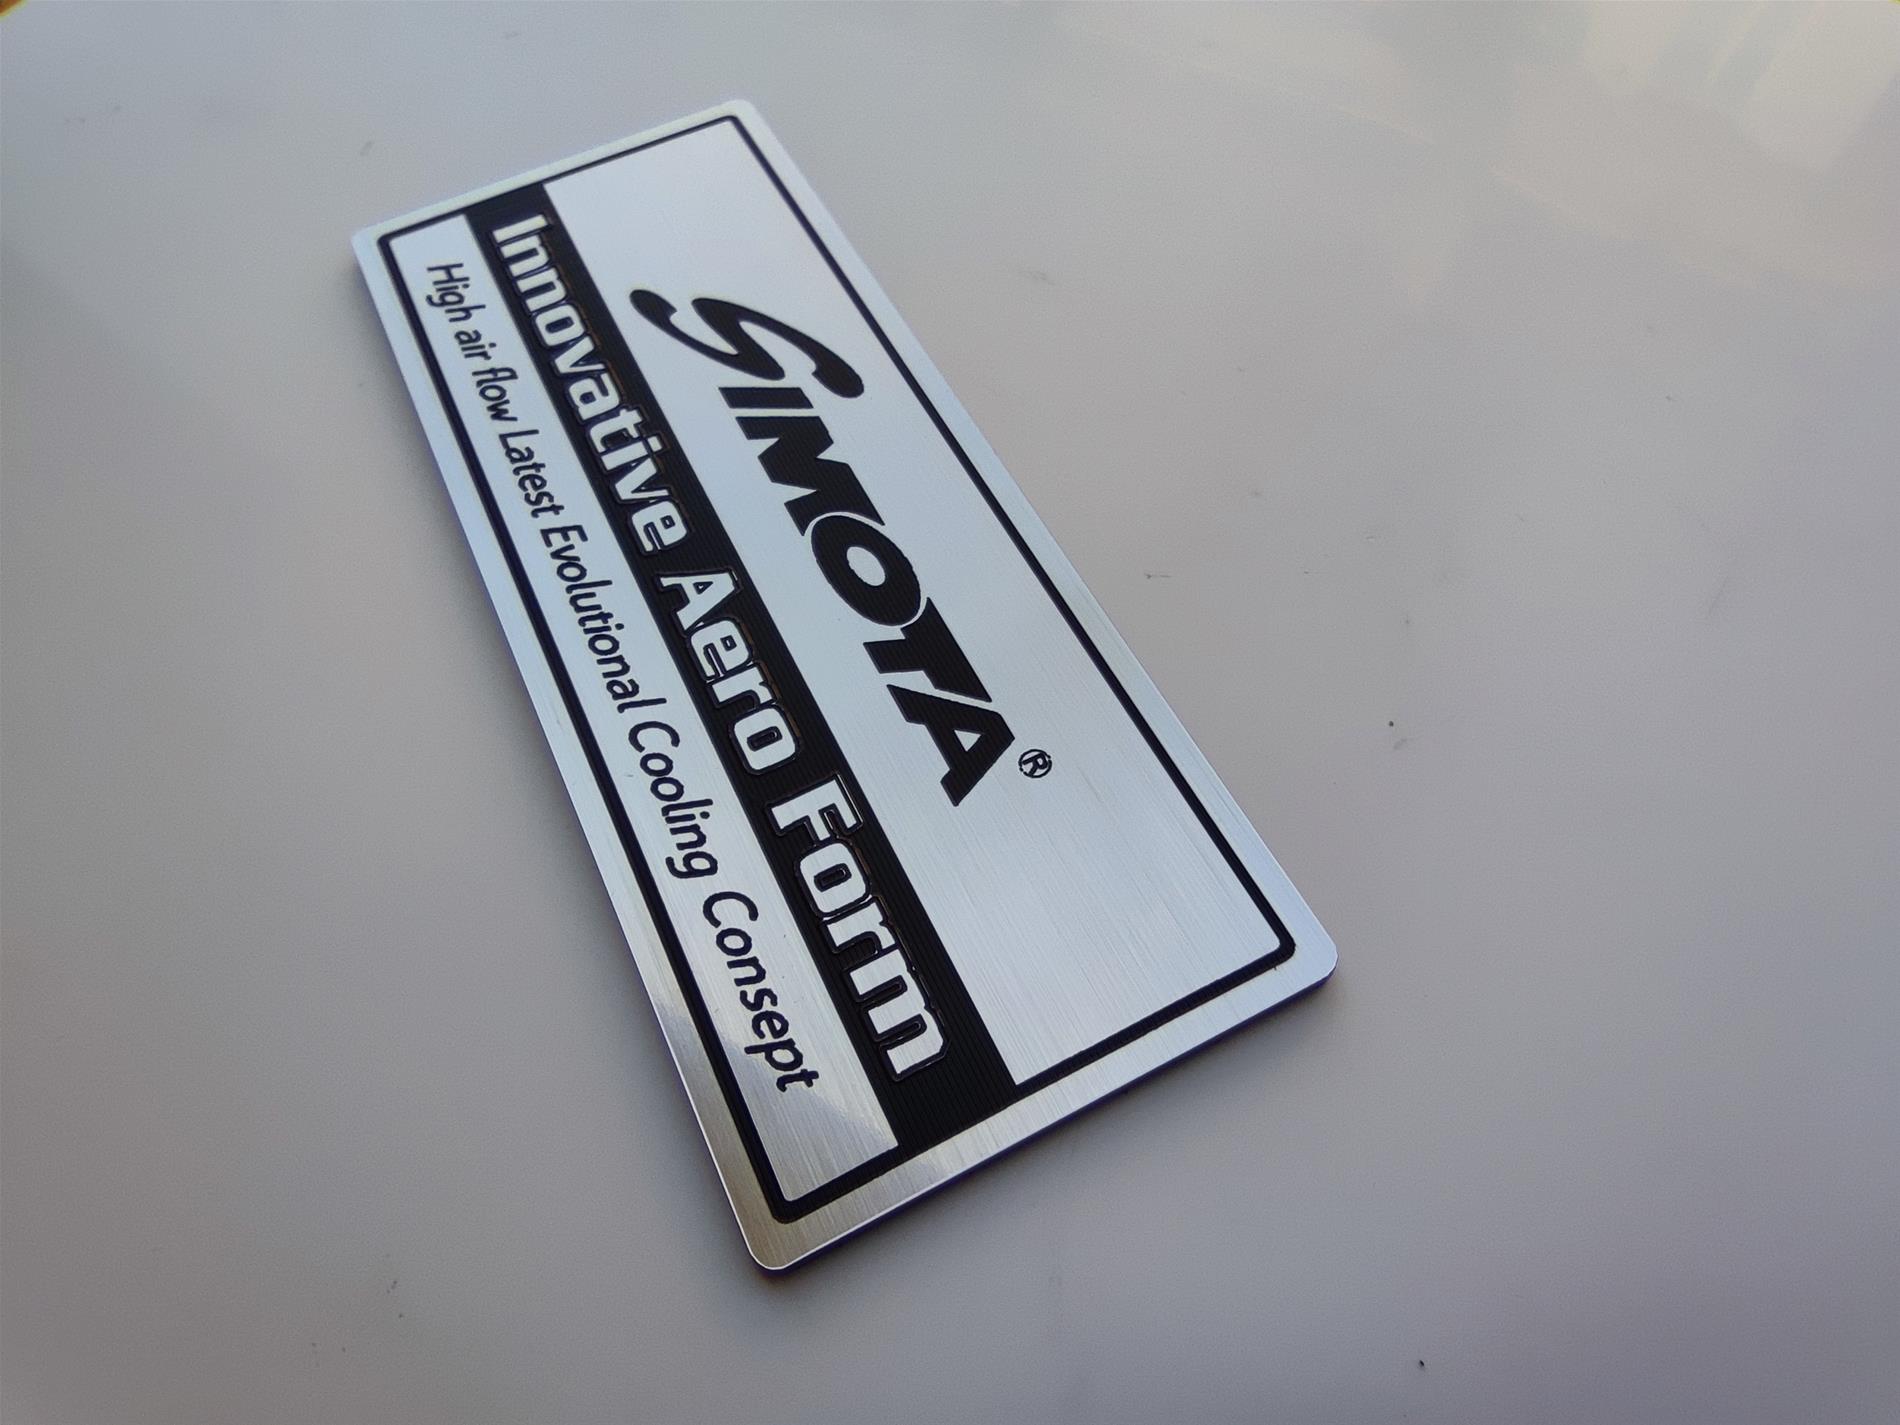 SIMOTA®
Innovative Aero Form
High air flow Latest Evolutional Cooling Consept